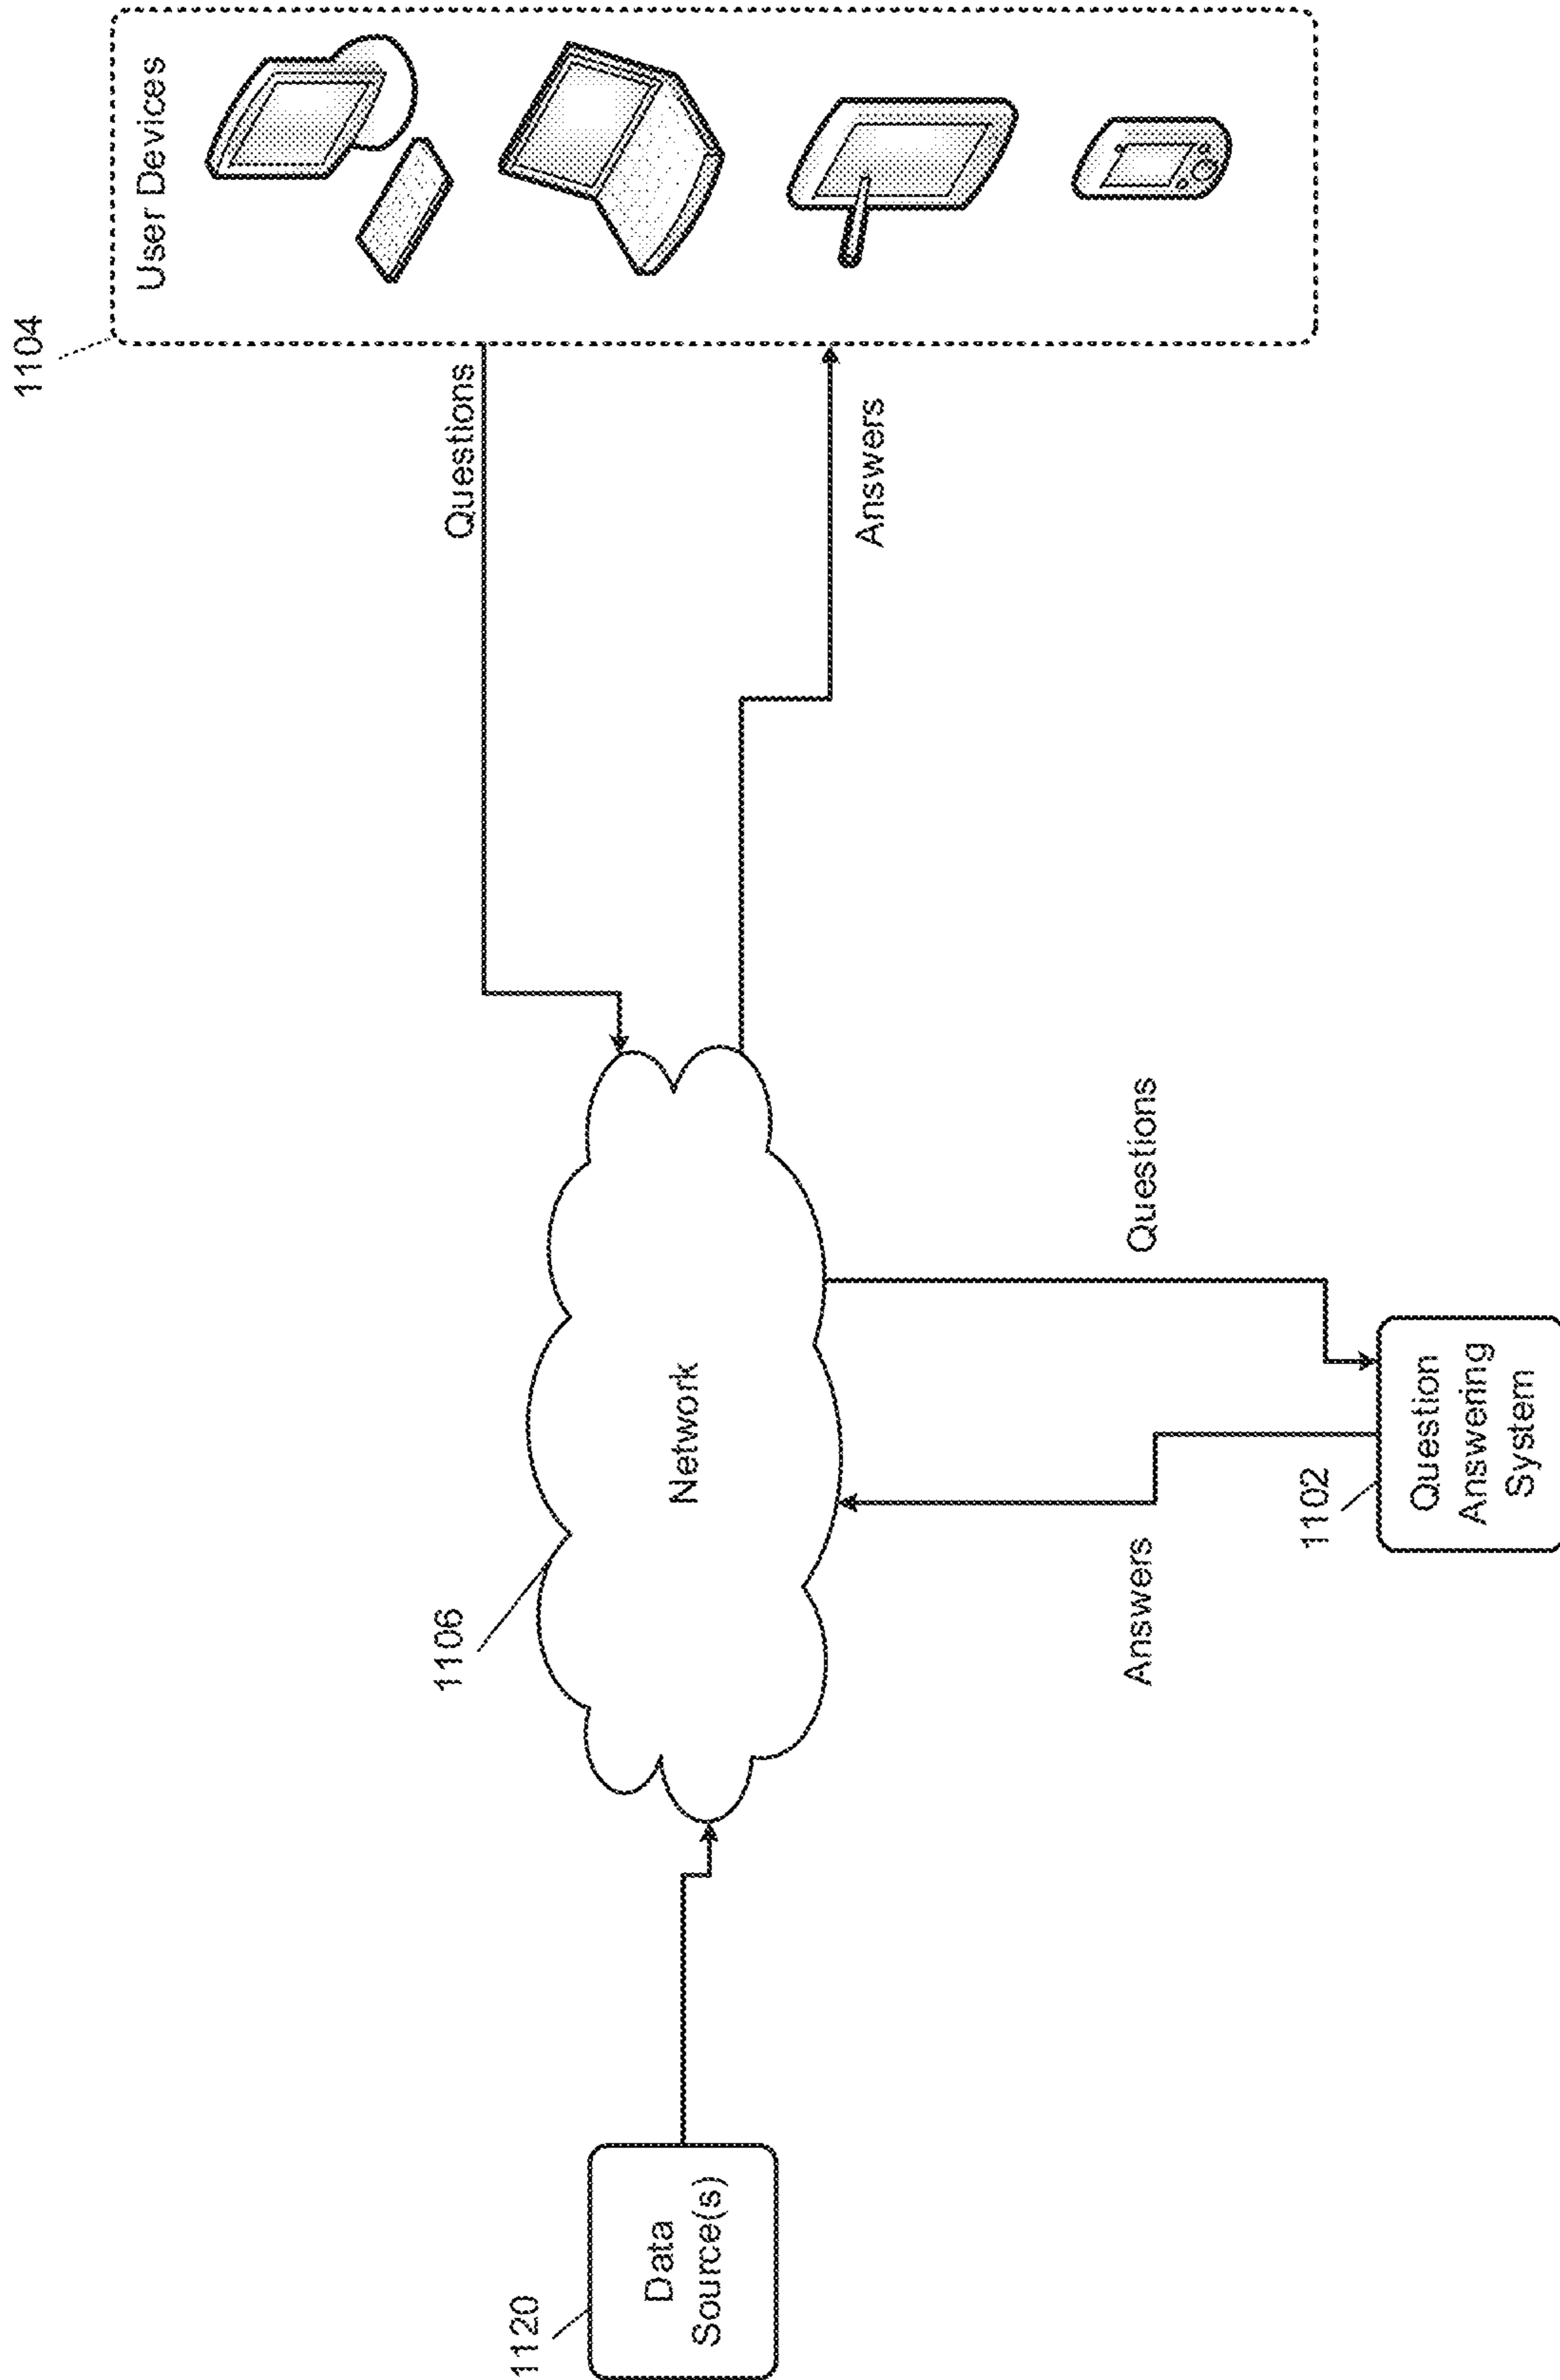 1104
User Devices
Questions
Answers
1106
Network
Questions
Answers
1102
Question
Answering
System
1120
Data
Source(s)